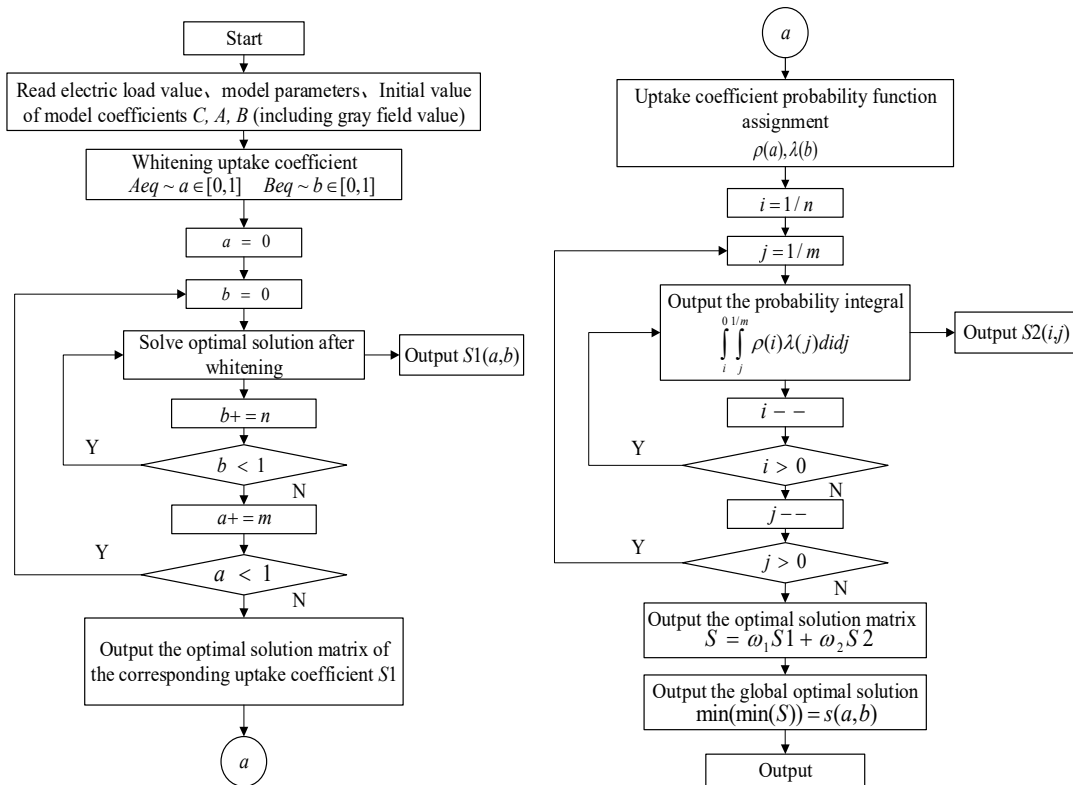 Start
Read electric load value、model parameters、Initial value
of model coefficients C, A, B (including gray field value)
Whitening uptake coefficient
Aeq ~ a ∈ [0,1] Beq ~ b ∈ [0,1]
a = 0
b = 0
Solve optimal solution after
whitening
Output S1(a,b)
b+ = n
Y
b < 1
N
a+ = m
Y
a < 1
N
Output the optimal solution matrix of
the corresponding uptake coefficient S1
a
a
Uptake coefficient probability function
assignment
ρ(a),λ(b)
i = 1/ n
j = 1/ m
Output the probability integral
∫_i^0 ∫_j^{1/m} ρ(i)λ(j)didj
Output S2(i,j)
i − −
Y
i > 0
N
j − −
Y
j > 0
N
Output the optimal solution matrix
S = ω₁S1 + ω₂S2
Output the global optimal solution
min(min(S)) = s(a,b)
Output